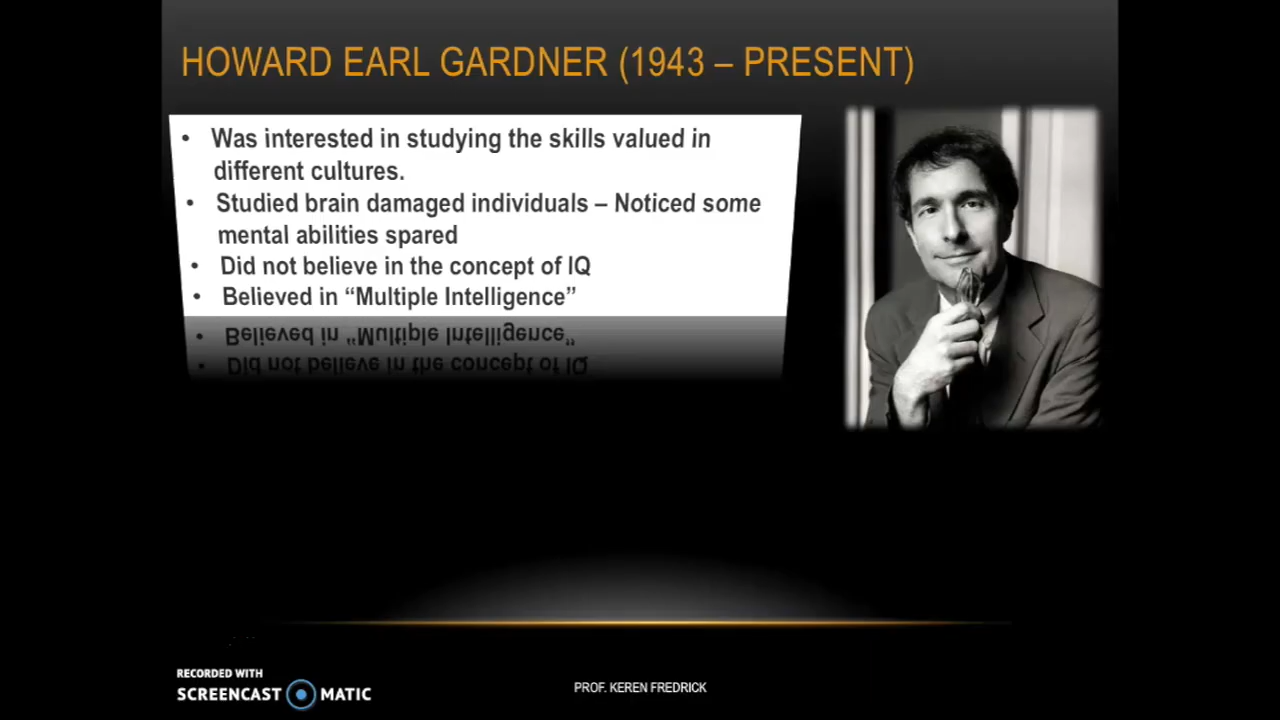 HOWARD EARL GARDNER (1943 – PRESENT)
• Was interested in studying the skills valued in
different cultures.
• Studied brain damaged individuals – Noticed some
mental abilities spared
• Did not believe in the concept of IQ
• Believed in “Multiple Intelligence”
• Believed in “Multiple Intelligence”
• Did not believe in the concept of IQ
RECORDED WITH
SCREENCAST MATIC
PROF. KEREN FREDRICK